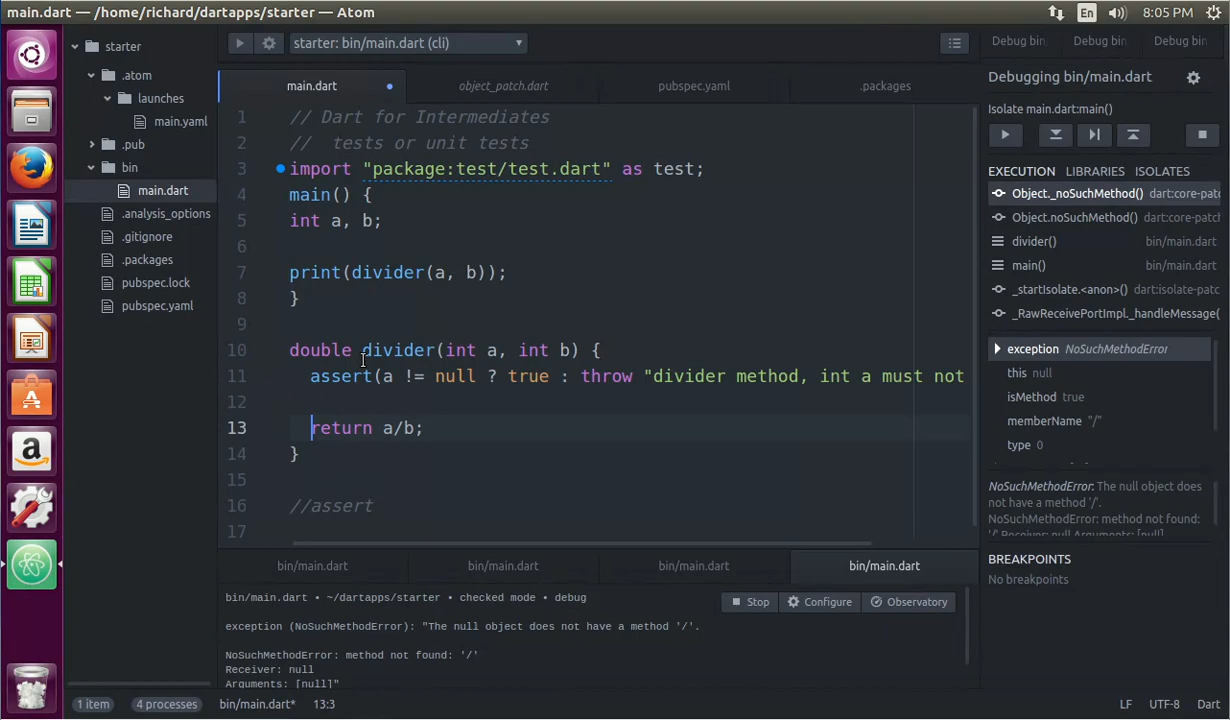 main.dart — /home/richard/dartapps/starter — Atom
En
8:05 PM
starter
.atom
launches
main.yaml
.pub
bin
main.dart
.analysis_options
.gitignore
.packages
pubspec.lock
pubspec.yaml
starter: bin/main.dart (cli)
main.dart
object_patch.dart
pubspec.yaml
.packages
1 // Dart for Intermediates
2 // tests or unit tests
3 import "package:test/test.dart" as test;
4 main() {
5 int a, b;
6
7 print(divider(a, b));
8 }
9
10 double divider(int a, int b) {
11 assert(a != null ? true : throw "divider method, int a must not
12
13 return a/b;
14 }
15
16 //assert
17
bin/main.dart
bin/main.dart
bin/main.dart
bin/main.dart
bin/main.dart • ~/dartapps/starter • checked mode • debug
Stop
Configure
Observatory
exception (NoSuchMethodError): "The null object does not have a method '/'.
NoSuchMethodError: method not found: '/'
Receiver: null
Arguments: [null]"
Debug bin
Debug bin
Debug bin
Debugging bin/main.dart
Isolate main.dart:main()
EXECUTION LIBRARIES ISOLATES
Object._noSuchMethod() dart:core-patc
Object.noSuchMethod() dart:core-patc
divider() bin/main.dart
main() bin/main.dart
_startIsolate.<anon>() dart:isolate-patc
_RawReceivePortImpl._handleMessage(
exception NoSuchMethodError
this null
isMethod true
memberName "/"
type 0
NoSuchMethodError: The null object does
not have a method '/'.
NoSuchMethodError: method not found:
'/' Receiver: null Arguments: [null]
BREAKPOINTS
No breakpoints
1 item
4 processes
bin/main.dart*
13:3
LF
UTF-8
Dart